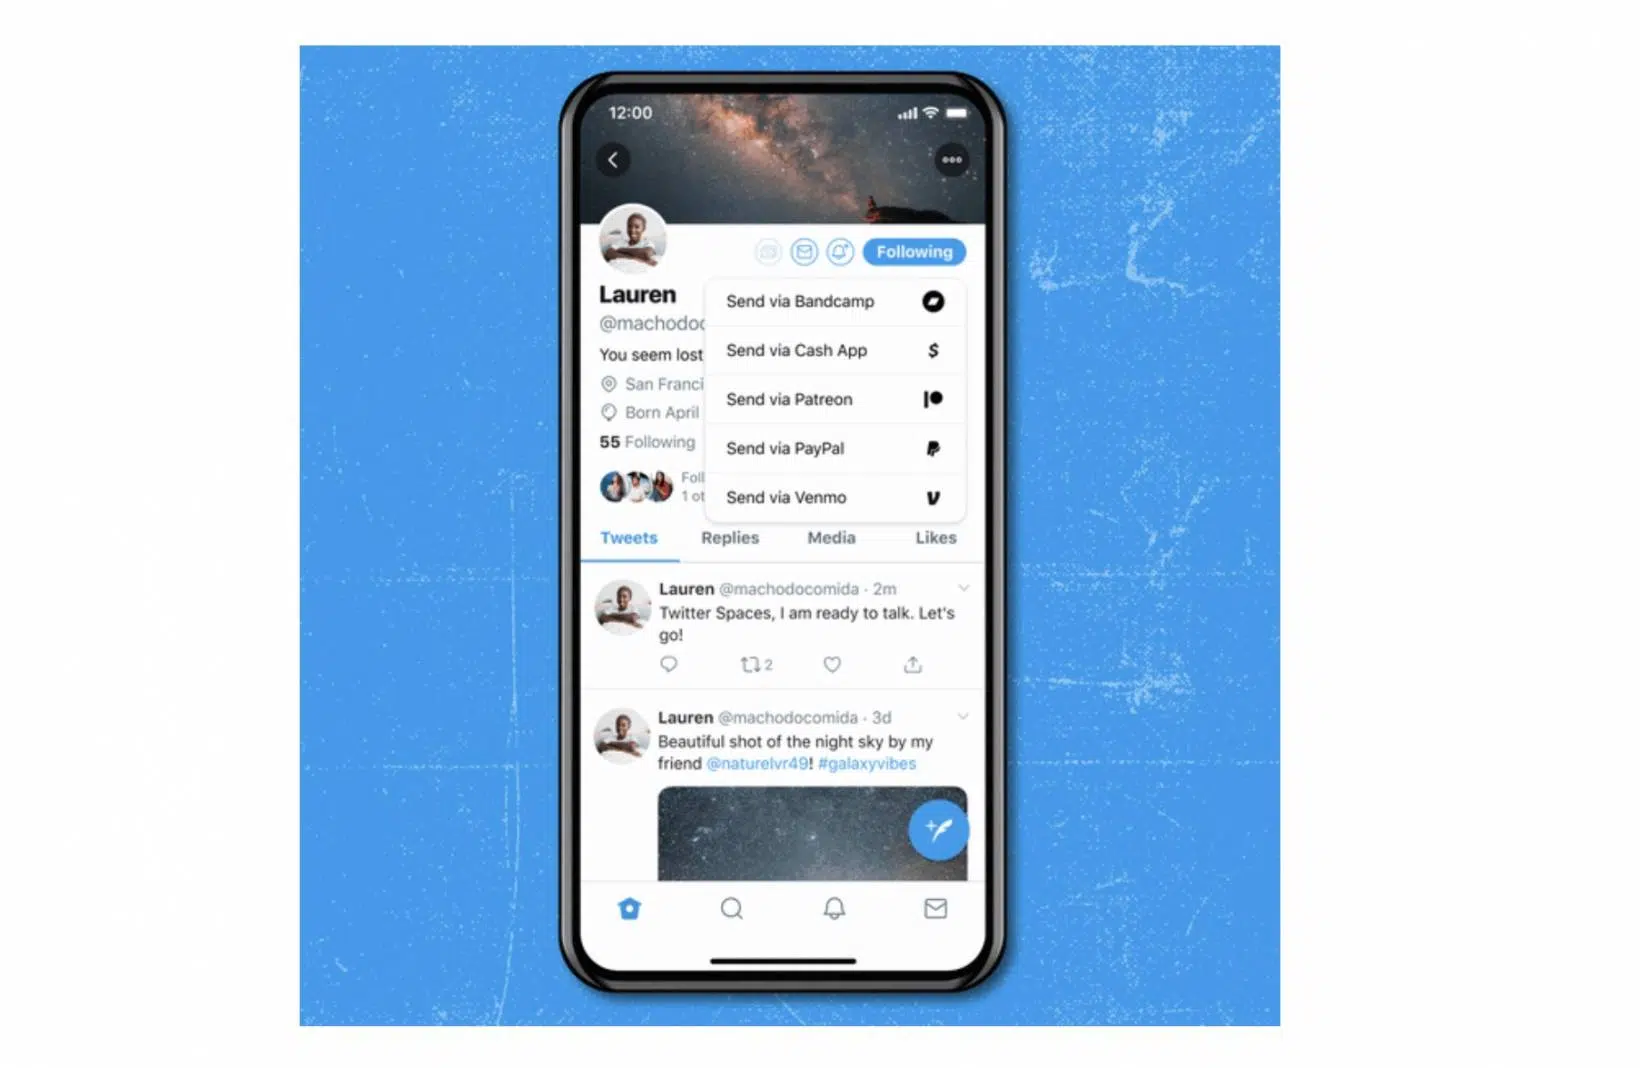 12:00
Following
Send via Bandcamp
Send via Cash App
Send via Patreon
Send via PayPal
Send via Venmo
Lauren
@machodoc
You seem lost
San Franci
Born April
55 Following
Foll
1 ot
Tweets Replies Media Likes
Lauren @machodocomida · 2m
Twitter Spaces, I am ready to talk. Let's
go!
2
Lauren @machodocomida · 3d
Beautiful shot of the night sky by my
friend @naturelvr49! #galaxyvibes